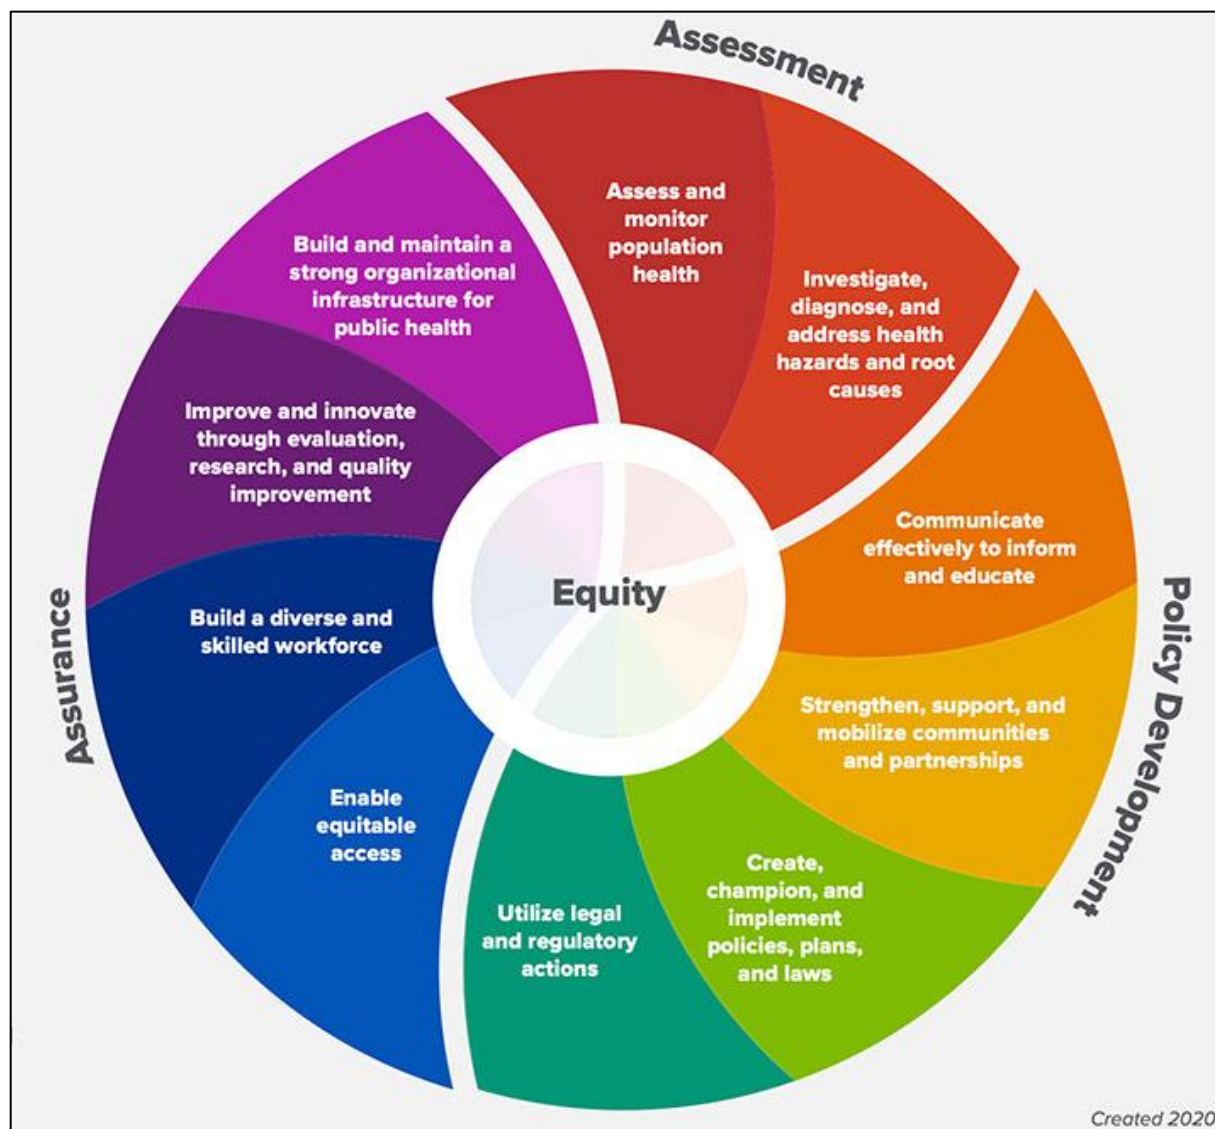 Assessment
Assess and
monitor
population
health
Investigate,
diagnose, and
address health
hazards and root
causes
Policy Development
Communicate
effectively to inform
and educate
Strengthen, support, and
mobilize communities
and partnerships
Create,
champion, and
implement
policies, plans,
and laws
Utilize legal
and regulatory
actions
Assurance
Enable
equitable
access
Build a diverse and
skilled workforce
Improve and innovate
through evaluation,
research, and quality
improvement
Build and maintain a
strong organizational
infrastructure for
public health
Equity
Created 2020